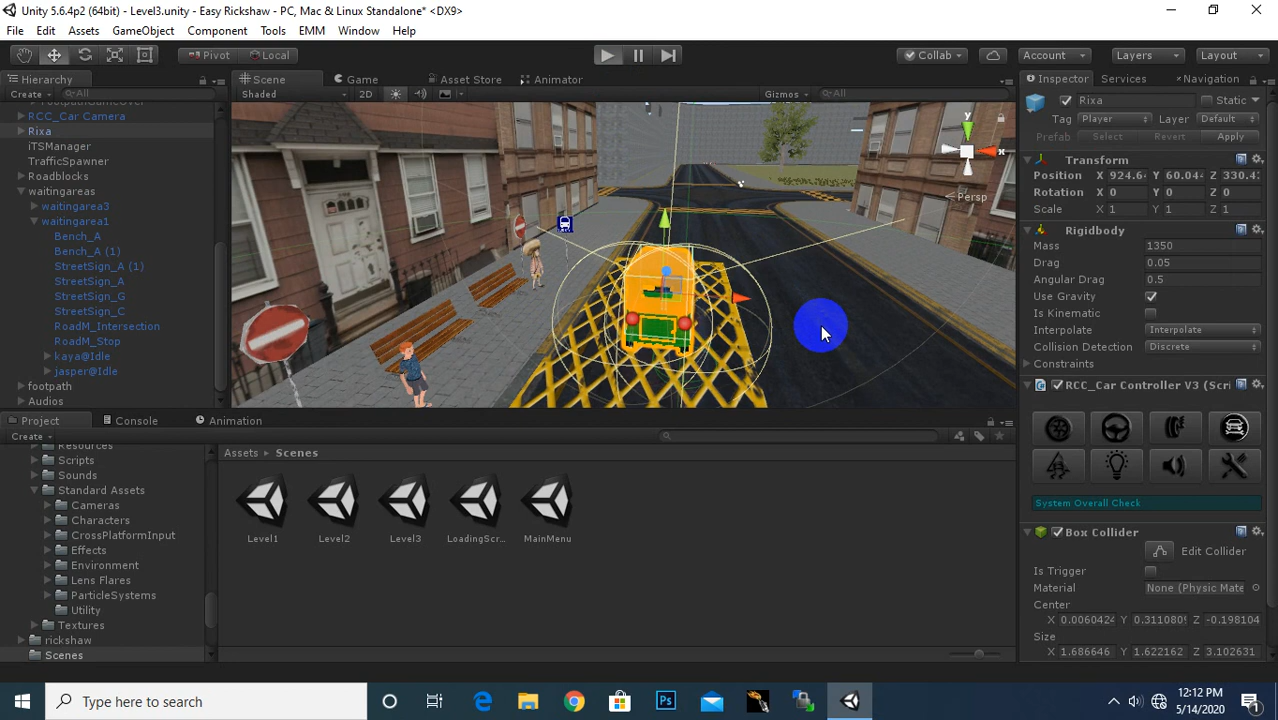 Unity 5.6.4p2 (64bit) - Level3.unity - Easy Rickshaw - PC, Mac & Linux Standalone* <DX9>
File Edit Assets GameObject Component Tools EMM Window Help
Pivot Local Collab Account Layers Layout
Hierarchy Scene Game Asset Store Animator Inspector Services Navigation
Create All Shaded 2D Gizmos All
RCC_Car Camera
Rixa
iTSManager
TrafficSpawner
Roadblocks
waitingareas
waitingarea3
waitingarea1
Bench_A
Bench_A (1)
StreetSign_A (1)
StreetSign_A
StreetSign_G
StreetSign_C
RoadM_Intersection
RoadM_Stop
kaya@Idle
jasper@Idle
footpath
Audios
y
x
Persp
Rixa Static
Tag Player Layer Default
Prefab Select Revert Apply
Transform
Position X 924.64 Y 60.044 Z 330.4
Rotation X 0 Y 0 Z 0
Scale X 1 Y 1 Z 1
Rigidbody
Mass 1350
Drag 0.05
Angular Drag 0.5
Use Gravity
Is Kinematic
Interpolate Interpolate
Collision Detection Discrete
Constraints
RCC_Car Controller V3 (Scri
System Overall Check
Box Collider
Edit Collider
Is Trigger
Material None (Physic Mate
Center
X 0.0060424 Y 0.3110809 Z -0.198104
Size
X 1.686646 Y 1.622162 Z 3.102631
Project Console Animation
Create
Resources
Scripts
Sounds
Standard Assets
Cameras
Characters
CrossPlatformInput
Effects
Environment
Lens Flares
ParticleSystems
Utility
Textures
rickshaw
Scenes
Assets Scenes
Level1 Level2 Level3 LoadingScr... MainMenu
Type here to search
Ps
12:12 PM
5/14/2020